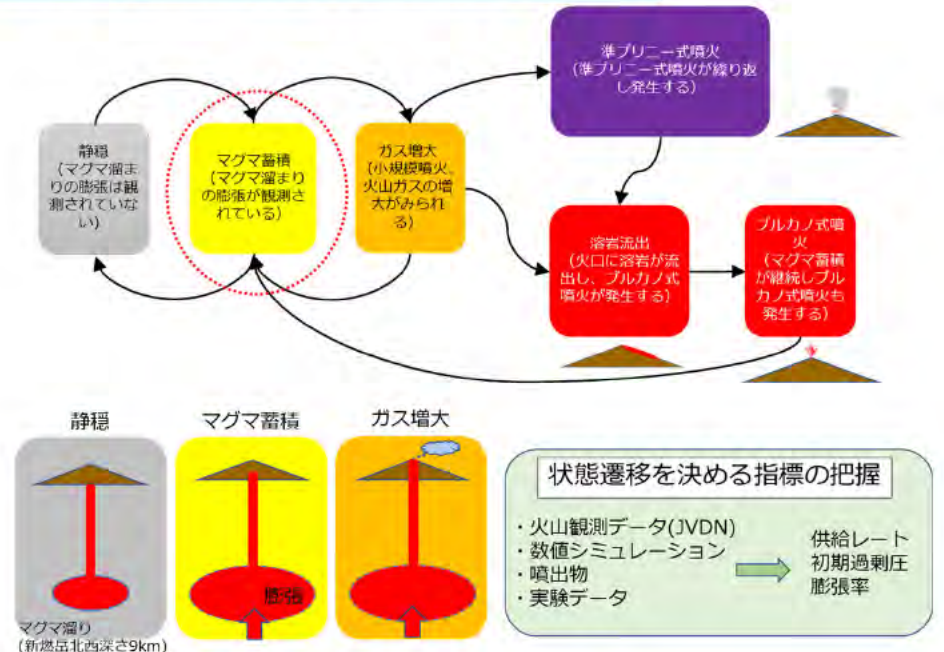 準プリニー式噴火
（準プリニー式噴火が繰り返
し発生する）
静穏
（マグマ溜ま
りの膨張は観
測されていな
い）
マグマ蓄積
（マグマ溜まり
の膨張が観測さ
れている）
ガス増大
（小規模噴火、
火山ガスの増
大がみられ
る）
溶岩流出
（火口に溶岩が流
出し、ブルカノ式
噴火が発生する）
ブルカノ式噴
火
（マグマ蓄積
が継続しブル
カノ式噴火も
発生する）
静穏
マグマ蓄積
ガス増大
膨張
マグマ溜り
(新燃岳北西深さ9km)
状態遷移を決める指標の把握
・火山観測データ(JVDN)
・数値シミュレーション
・噴出物
・実験データ
供給レート
初期過剰圧
膨張率